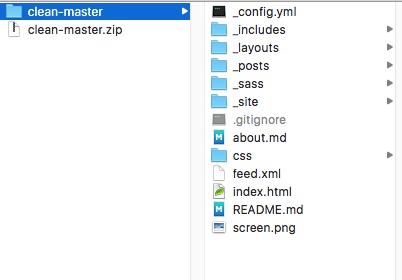 clean-master
clean-master.zip
_config.yml
_includes
_layouts
_posts
_sass
_site
.gitignore
about.md
css
feed.xml
index.html
README.md
screen.png